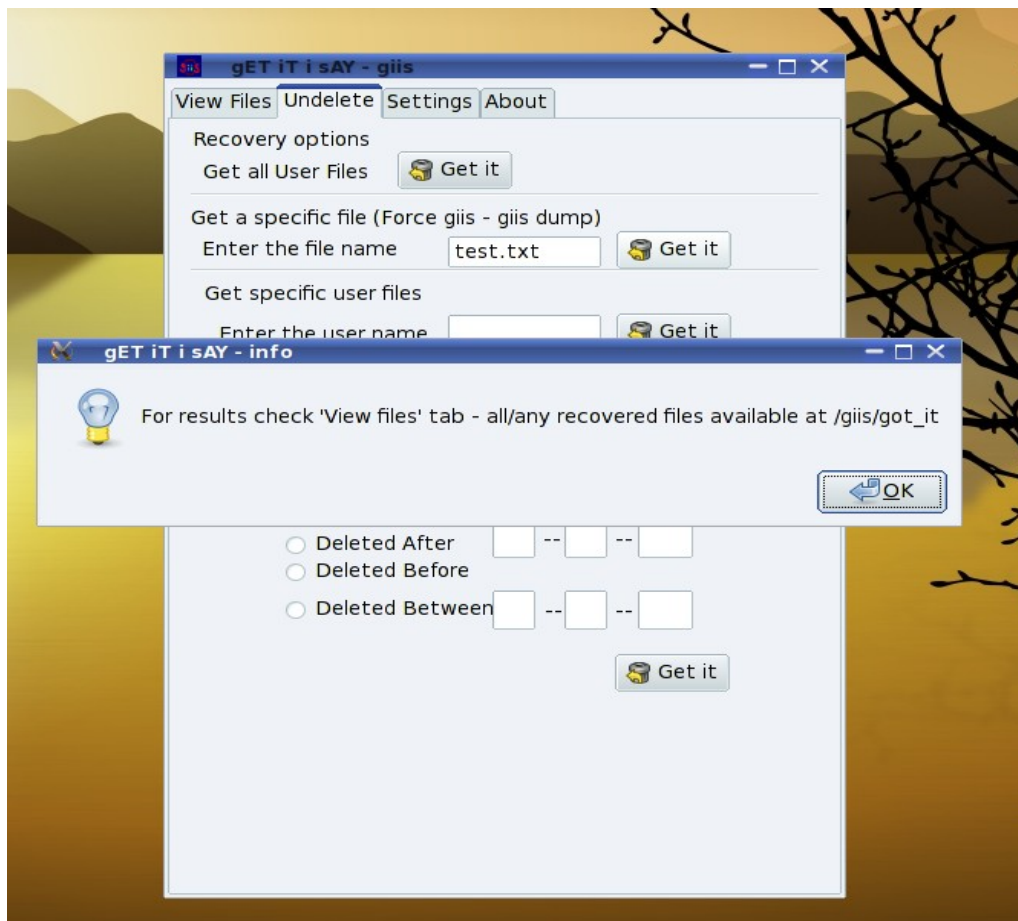 gET iT i sAY - giis
View Files Undelete Settings About
Recovery options
Get all User Files Get it
Get a specific file (Force giis - giis dump)
Enter the file name test.txt Get it
Get specific user files
Enter the user name Get it
gET iT i sAY - info
For results check 'View files' tab - all/any recovered files available at /giis/got_it
OK
Deleted After -- --
Deleted Before
Deleted Between -- --
Get it